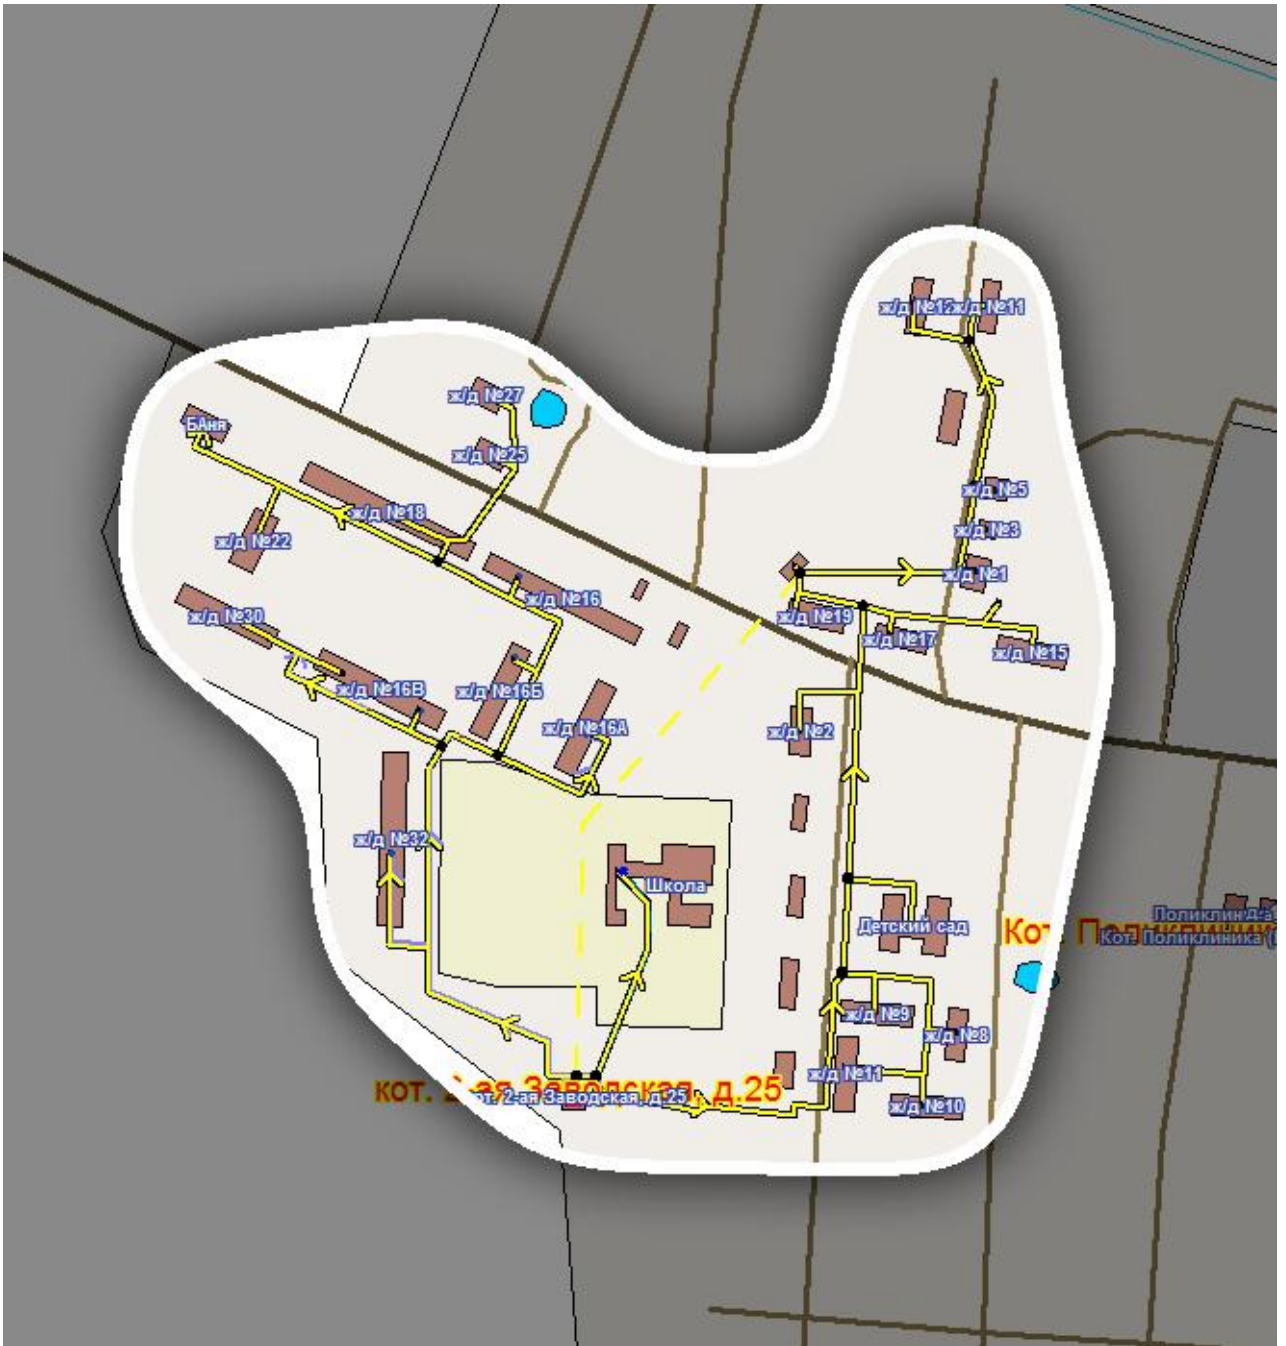 ж/д №12
ж/д №11
ж/д №27
БАня
ж/д №25
ж/д №5
ж/д №18
ж/д №3
ж/д №22
ж/д №1
ж/д №16
ж/д №30
ж/д №19
ж/д №17
ж/д №15
ж/д №16В
ж/д №16Б
ж/д №16А
ж/д №2
ж/д №32
Школа
Детский сад
Кот. Поликлиника
ж/д №9
ж/д №8
ж/д №11
кот. 2-ая Заводская, д.25
2-ая Заводская, д.25
ж/д №10